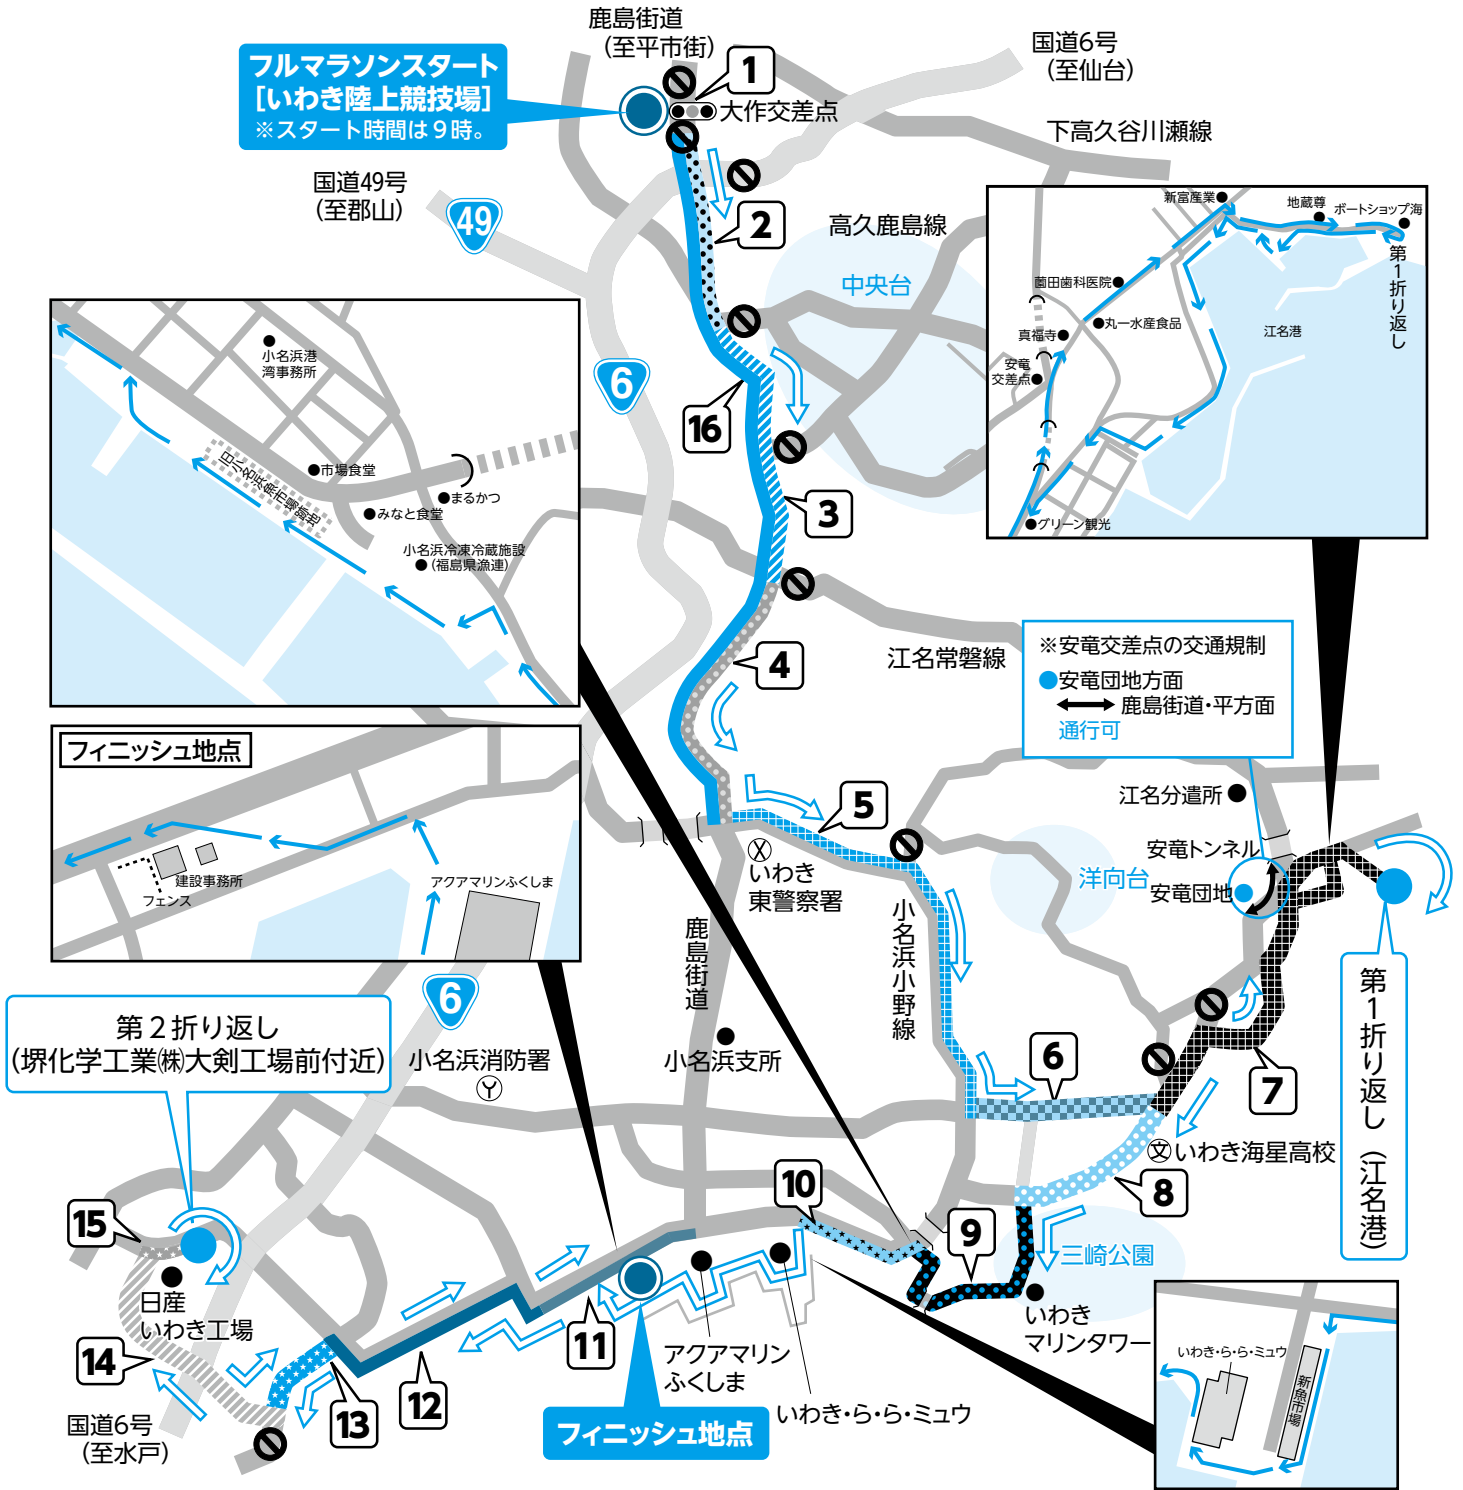 鹿島街道
（至平市街）
国道6号
（至仙台）
フルマラソンスタート
［いわき陸上競技場］
※スタート時間は９時。
1
大作交差点
下高久谷川瀬線
国道49号
（至郡山）
49
2
高久鹿島線
中央台
新富産業
地蔵尊
ボートショップ海
第1折り返し
薗田歯科医院
丸一水産食品
真福寺
江名港
安竜
交差点
グリーン観光
小名浜港
湾事務所
市場食堂
旧小名浜魚市場跡地
まるかつ
みなと食堂
小名浜冷凍冷蔵施設
（福島県漁連）
6
16
3
4
江名常磐線
※安竜交差点の交通規制
安竜団地方面
鹿島街道・平方面
通行可
フィニッシュ地点
建設事務所
フェンス
アクアマリンふくしま
5
江名分遣所
いわき
東警察署
洋向台
安竜トンネル
安竜団地
鹿島街道
小名浜小野線
第1折り返し（江名港）
6
第２折り返し
（堺化学工業㈱大剣工場前付近）
小名浜消防署
小名浜支所
6
7
文
いわき海星高校
8
10
15
9
三崎公園
日産
いわき工場
いわき
マリンタワー
14
11
アクアマリン
ふくしま
12
13
いわき・ら・ら・ミュウ
国道6号
（至水戸）
フィニッシュ地点
いわき・ら・ら・ミュウ
新魚市場